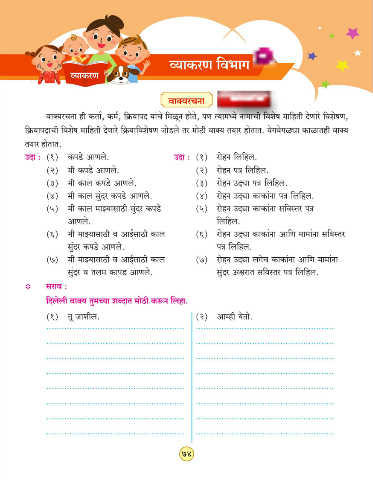 व्याकरण विभाग
व्याकरण
वाक्यरचना
वाक्यरचना ही कर्ता, कर्म, क्रियापद यांचे मिळून होते, पण त्यामध्ये नामाची विशेष माहिती देणारे विशेषण,
क्रियापदाची विशेष माहिती देणारे क्रियाविशेषण जोडले तर मोठी वाक्य तयार होतात. वेगवेगळ्या काळातही वाक्य
तयार होतात.
उदा : (१) कपडे आणले.
(२) मी कपडे आणले.
(३) मी काल कपडे आणले.
(४) मी काल सुंदर कपडे आणले.
(५) मी काल माझ्यासाठी सुंदर कपडे
आणले.
(६) मी माझ्यासाठी व आईसाठी काल
सुंदर कपडे आणले.
(७) मी माझ्यासाठी व आईसाठी काल
सुंदर व तलम कापड आणले.
उदा : (१) रोहन लिहिल.
(२) रोहन पत्र लिहिल.
(३) रोहन उद्या पत्र लिहिल.
(४) रोहन उद्या काकांना पत्र लिहिल.
(५) रोहन उद्या काकांना सविस्तर पत्र
लिहिल.
(६) रोहन उद्या काकांना आणि मामांना सविस्तर
पत्र लिहिल.
(७) रोहन उद्या लगेच काकांना आणि मामांना
सुंदर अक्षरात सविस्तर पत्र लिहिल.
सराव :
दिलेली वाक्य तुमच्या शब्दात मोठी करून लिहा.
(१) तू जाशील.
(२) आम्ही येतो.
७४